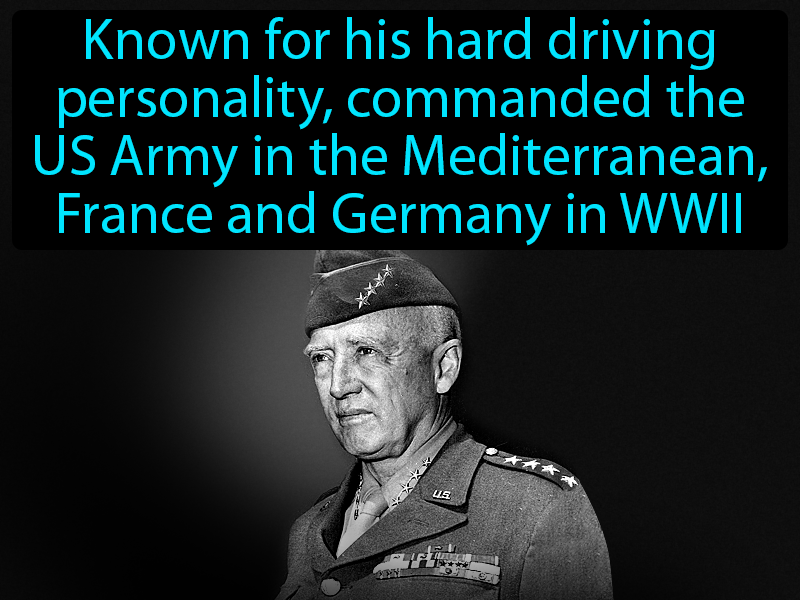 Known for his hard driving
personality, commanded the
US Army in the Mediterranean,
France and Germany in WWII
U.S.